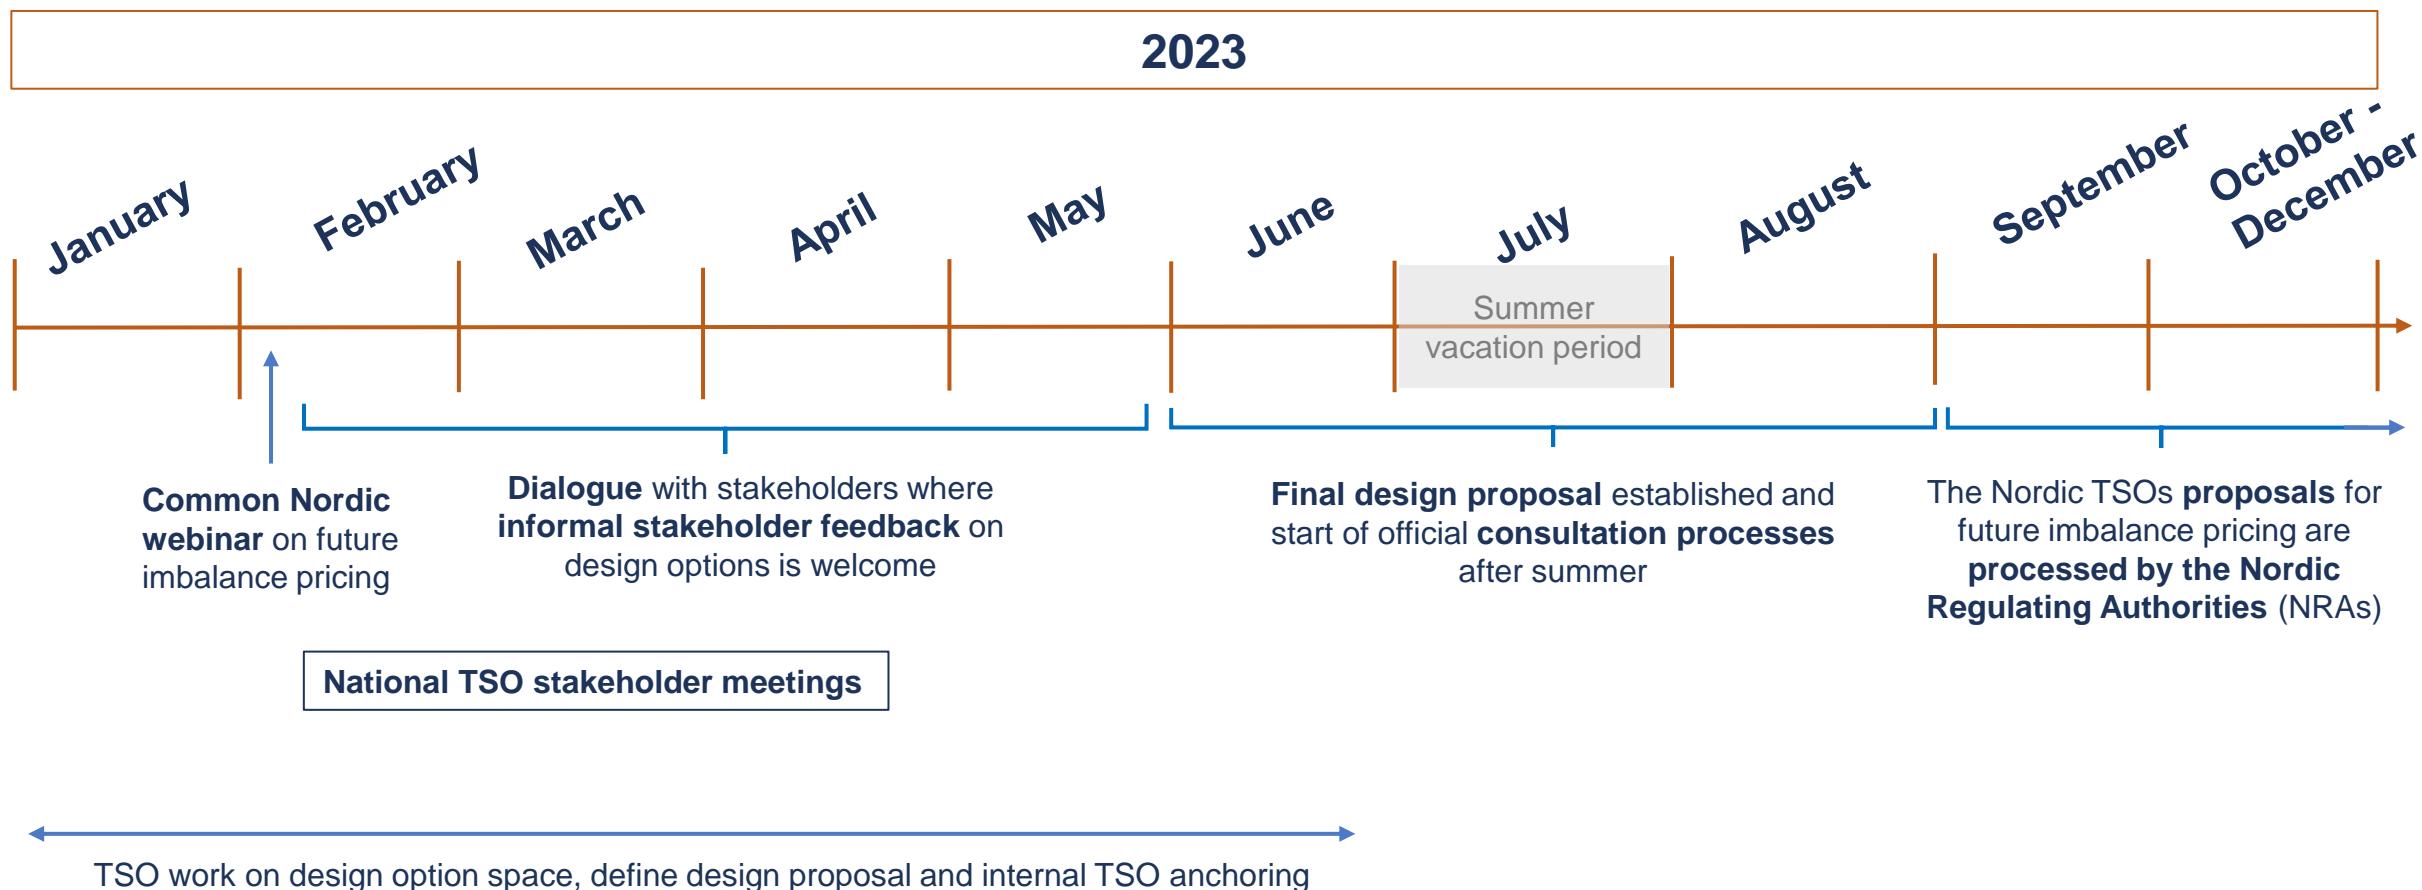 2023
January
February
March
April
May
June
July
August
September
October -
December
Summer
vacation period
Common Nordic
webinar on future
imbalance pricing
Dialogue with stakeholders where
informal stakeholder feedback on
design options is welcome
Final design proposal established and
start of official consultation processes
after summer
The Nordic TSOs proposals for
future imbalance pricing are
processed by the Nordic
Regulating Authorities (NRAs)
National TSO stakeholder meetings
TSO work on design option space, define design proposal and internal TSO anchoring